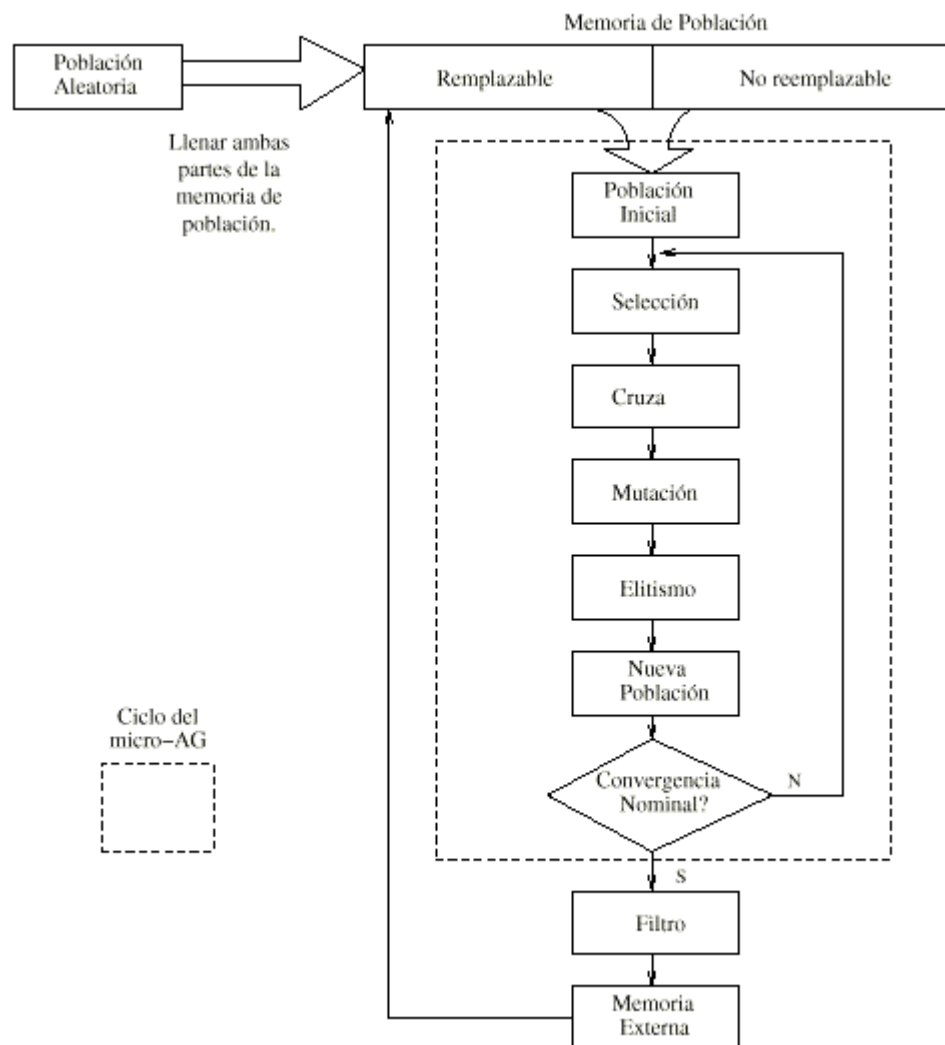 Memoria de Población
Población
Aleatoria
Remplazable
No reemplazable
Llenar ambas
partes de la
memoria de
población.
Población
Inicial
Selección
Cruza
Mutación
Elitismo
Nueva
Población
Ciclo del
micro-AG
Convergencia
Nominal?
N
S
Filtro
Memoria
Externa